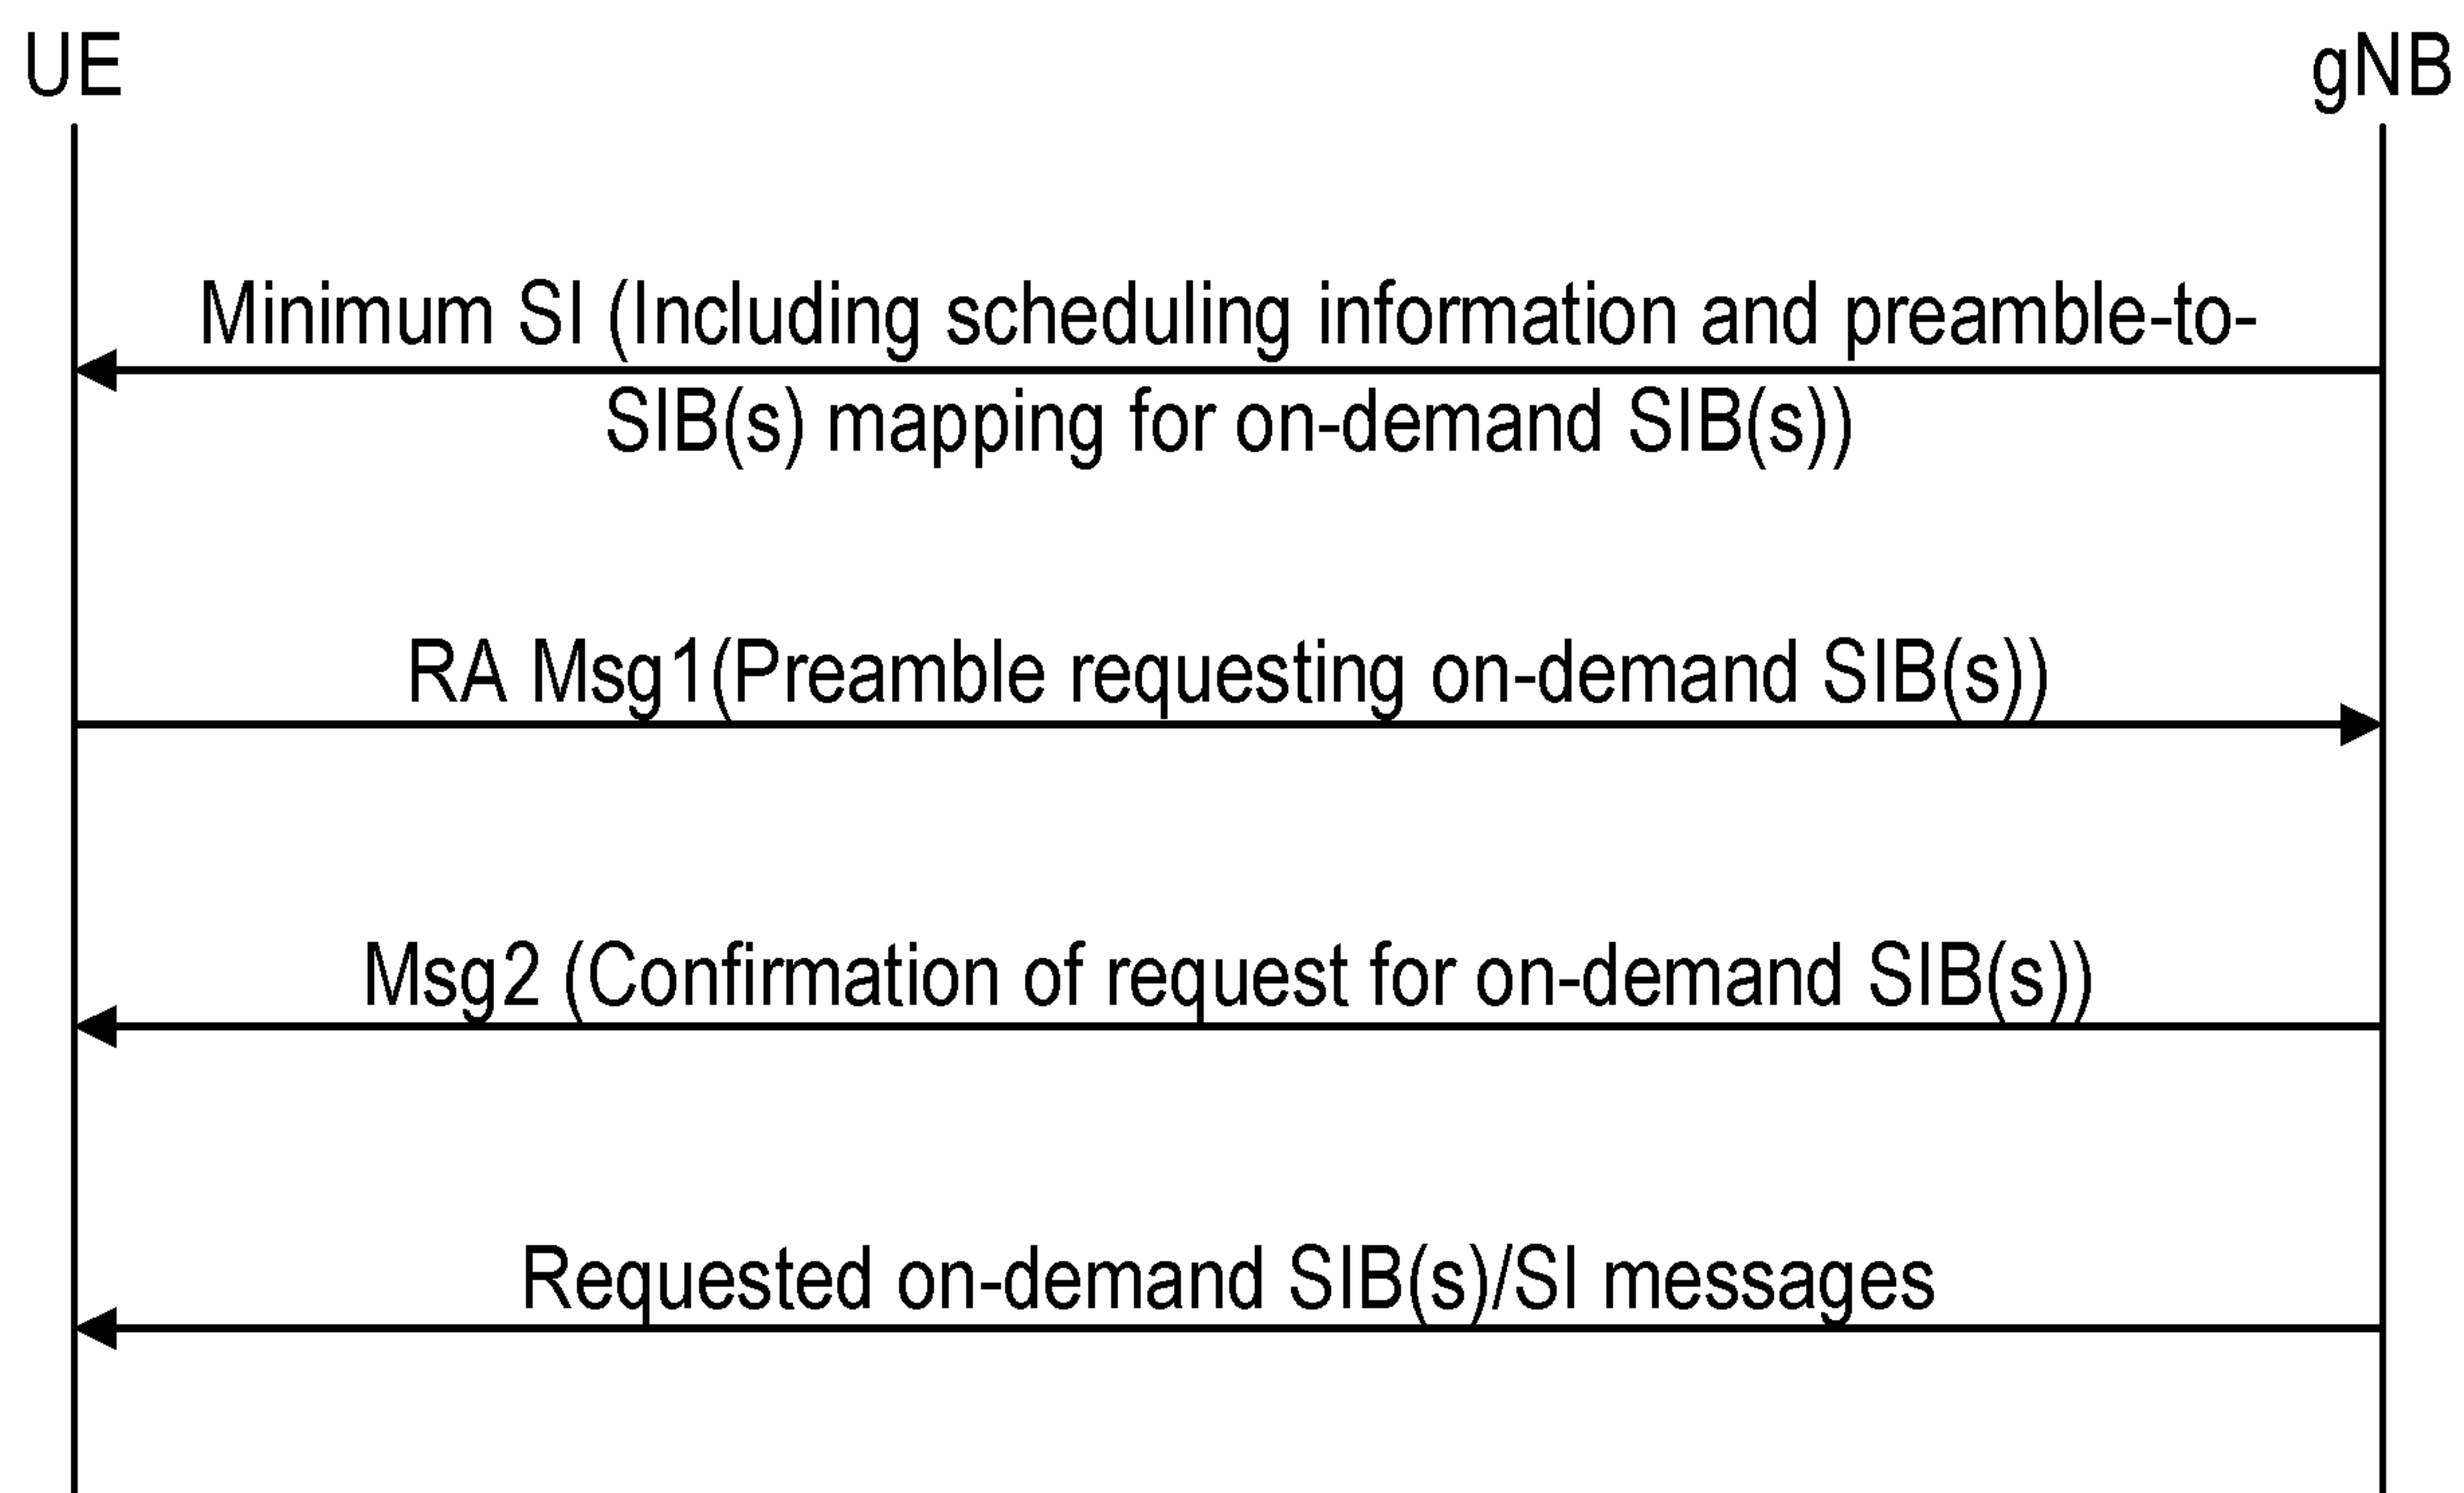 UE
gNB
Minimum SI (Including scheduling information and preamble-to-
SIB(s) mapping for on-demand SIB(s))
RA Msg1(Preamble requesting on-demand SIB(s))
Msg2 (Confirmation of request for on-demand SIB(s))
Requested on-demand SIB(s)/SI messages